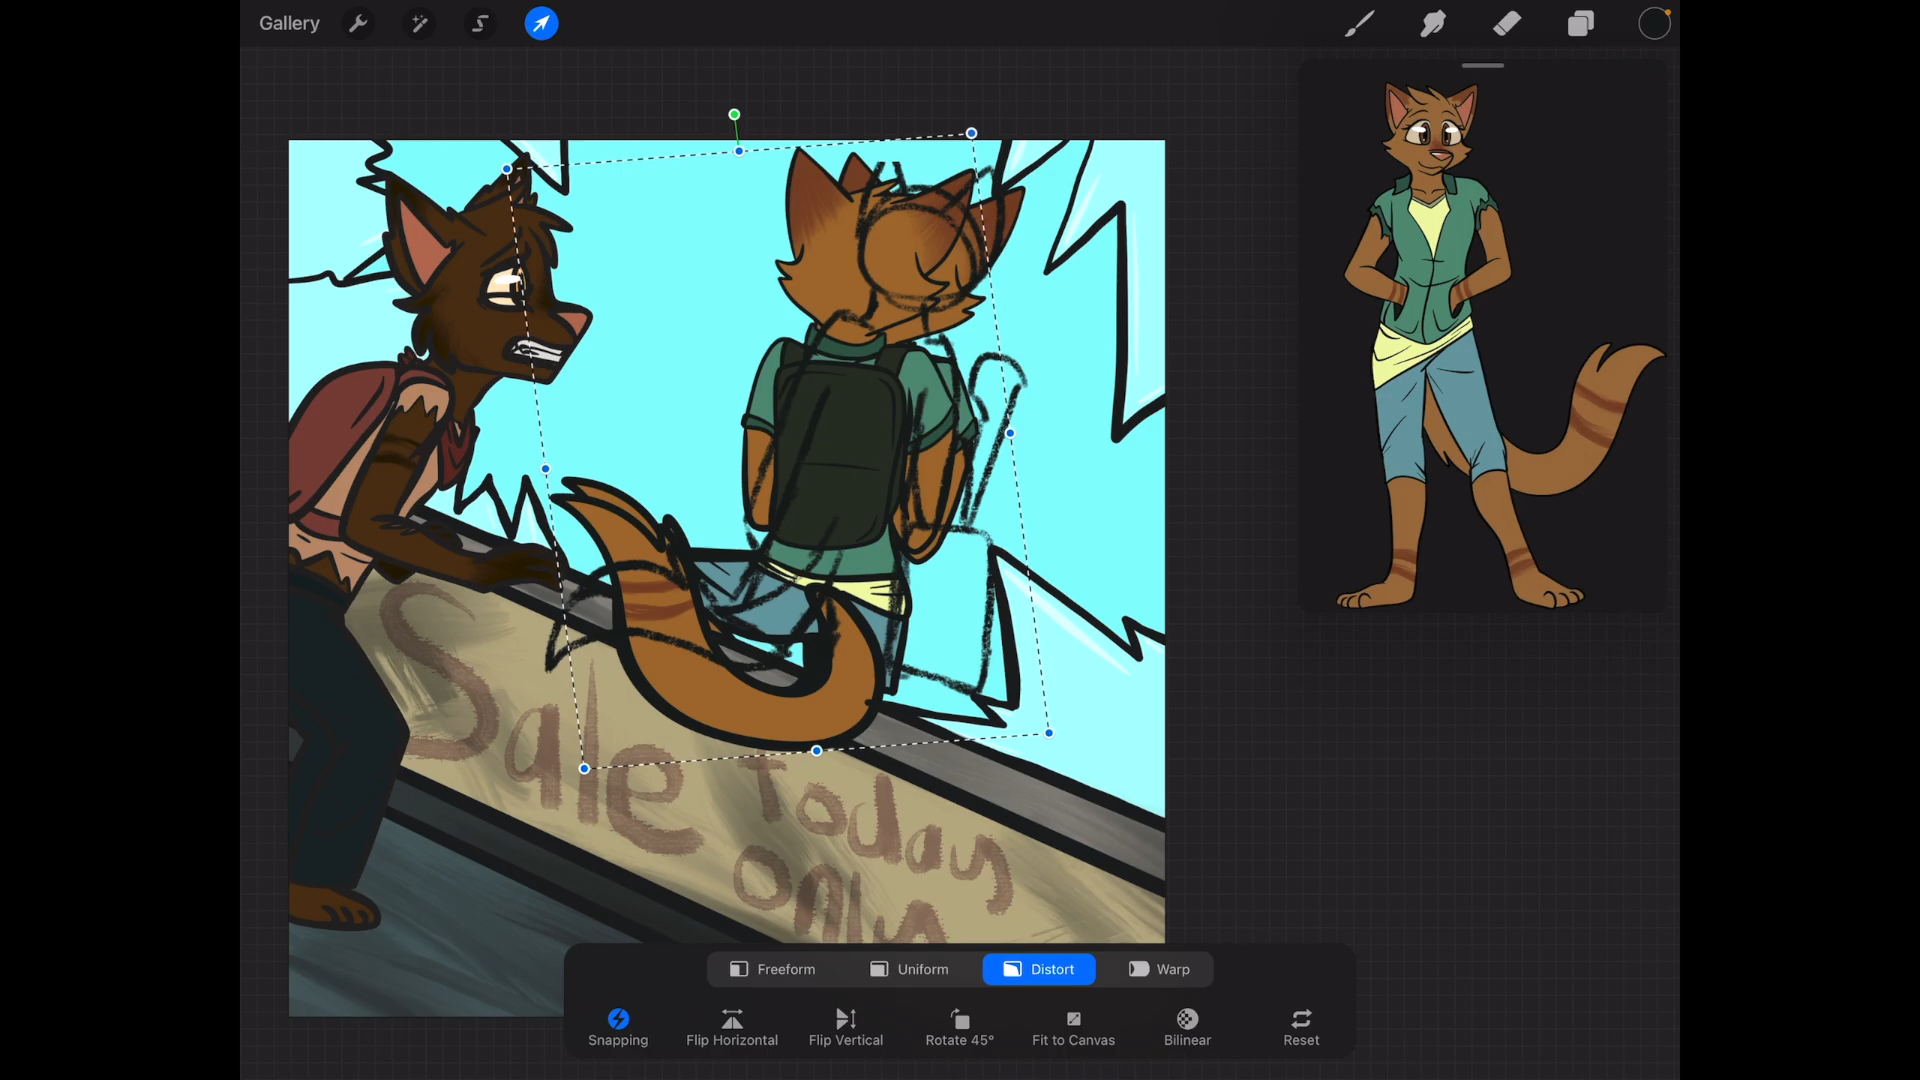 Gallery
Sale Today
only
Freeform Uniform Distort Warp
Snapping Flip Horizontal Flip Vertical Rotate 45° Fit to Canvas Bilinear Reset